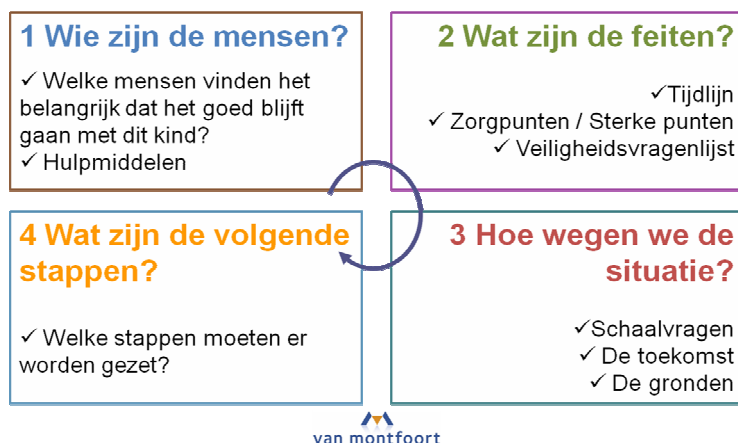 1 Wie zijn de mensen?
✓ Welke mensen vinden het
belangrijk dat het goed blijft
gaan met dit kind?
✓ Hulpmiddelen
2 Wat zijn de feiten?
✓Tijdlijn
✓ Zorgpunten / Sterke punten
✓ Veiligheidsvragenlijst
3 Hoe wegen we de
situatie?
✓Schaalvragen
✓ De toekomst
✓ De gronden
4 Wat zijn de volgende
stappen?
✓ Welke stappen moeten er
worden gezet?
van montfoort